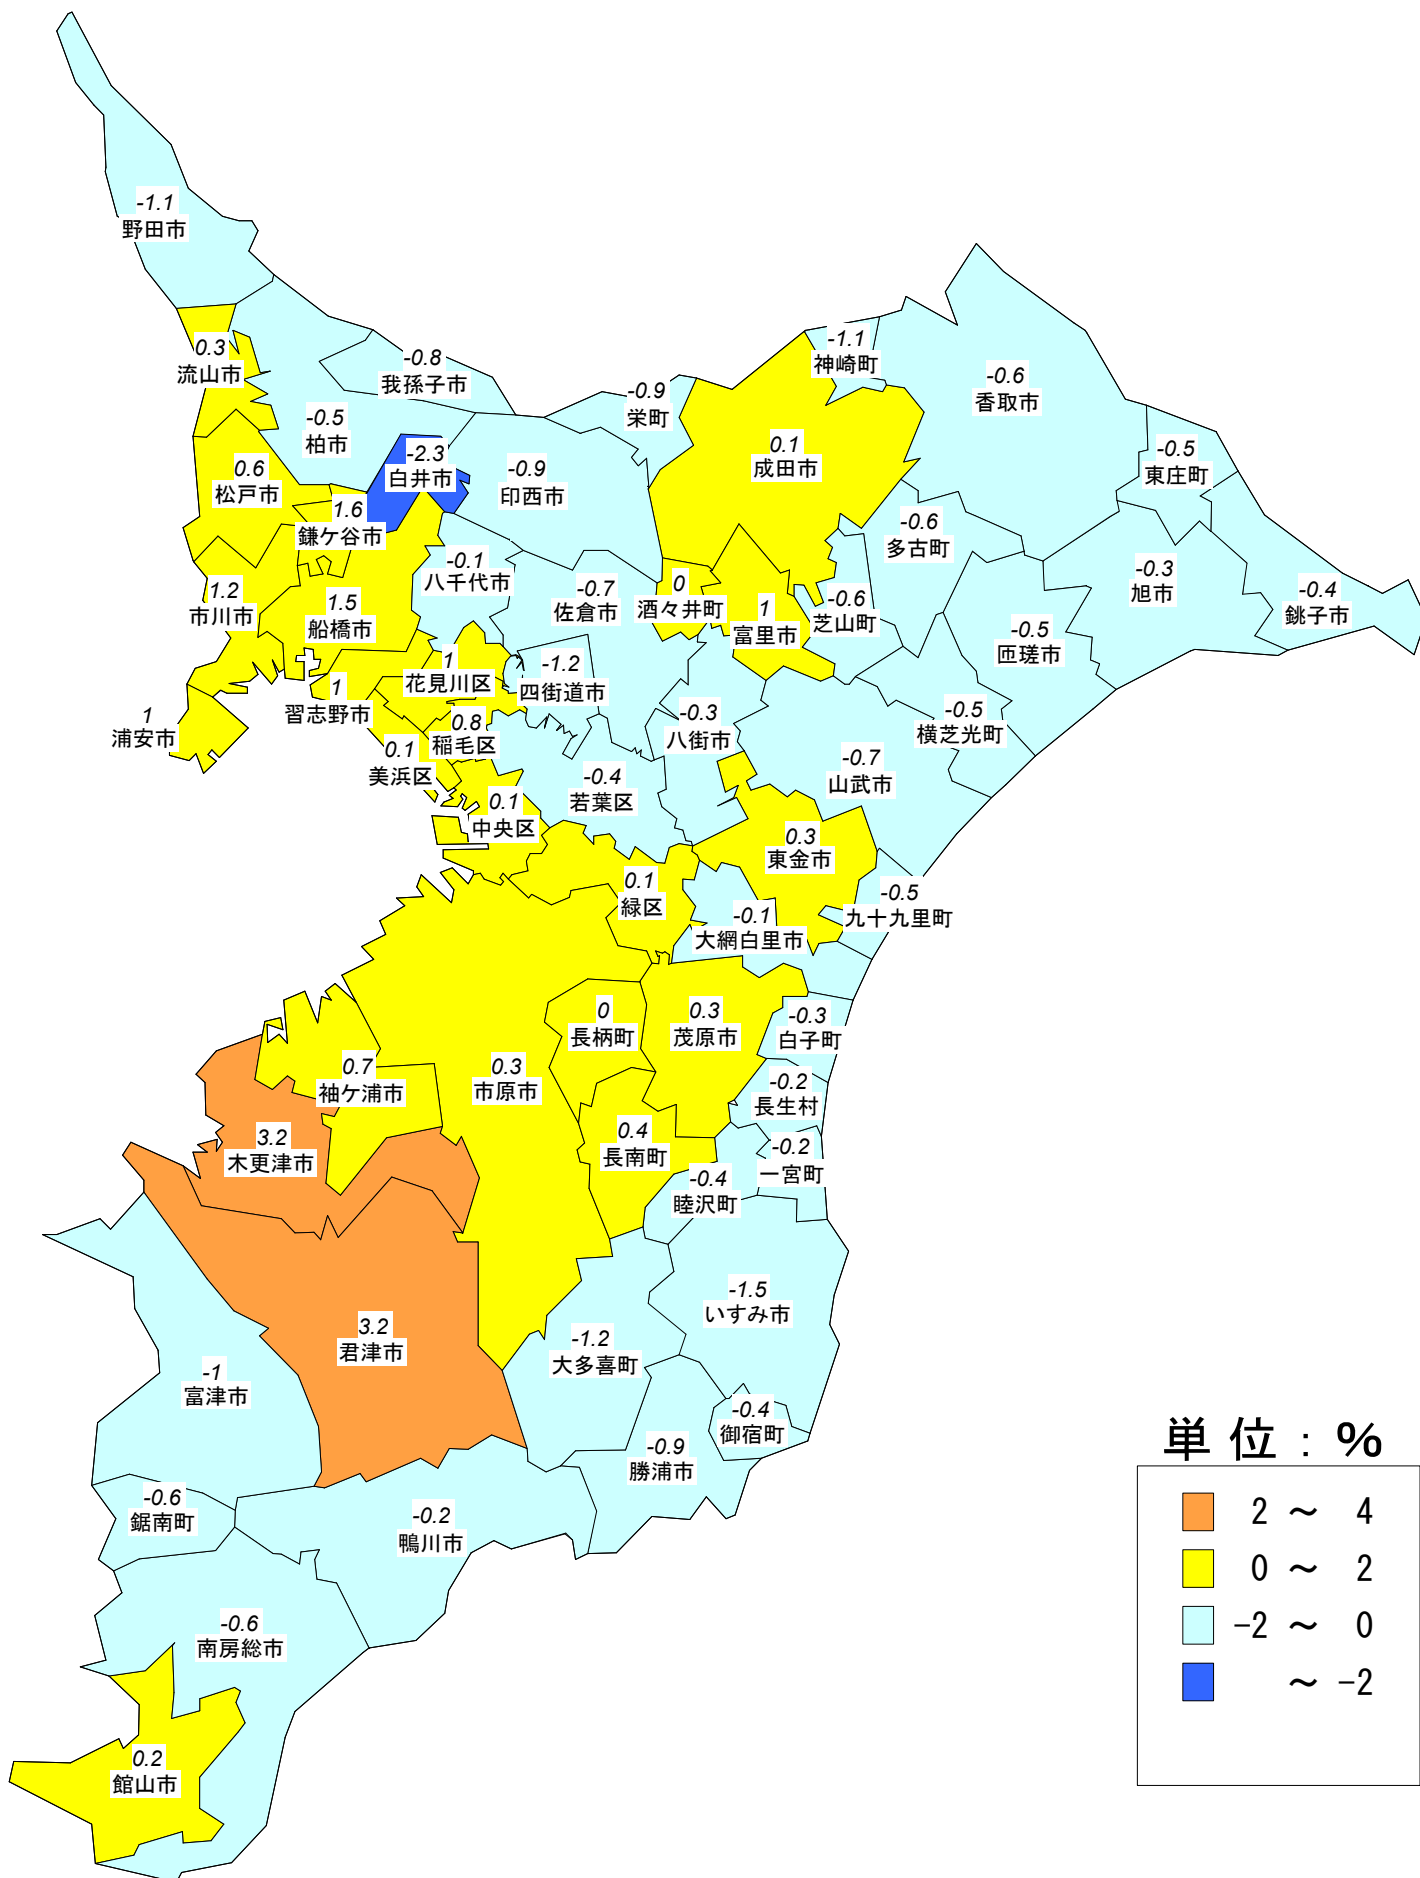 -1.1
野田市
0.3
流山市
-0.8
我孫子市
-0.5
柏市
-0.9
栄町
-1.1
神崎町
-0.6
香取市
0.1
成田市
-0.5
東庄町
0.6
松戸市
-2.3
白井市
-0.9
印西市
1.6
鎌ケ谷市
-0.6
多古町
-0.3
旭市
-0.4
銚子市
-0.1
八千代市
-0.7
佐倉市
0
酒々井町
1
富里市
-0.6
芝山町
1.2
市川市
1.5
船橋市
-0.5
匝瑳市
1
花見川区
-1.2
四街道市
1
浦安市
1
習志野市
0.8
稲毛区
-0.3
八街市
-0.5
横芝光町
0.1
美浜区
-0.4
若葉区
-0.7
山武市
0.1
中央区
0.3
東金市
0.1
緑区
-0.5
九十九里町
-0.1
大網白里市
0
長柄町
0.3
茂原市
-0.3
白子町
0.7
袖ケ浦市
0.3
市原市
-0.2
長生村
3.2
木更津市
0.4
長南町
-0.2
一宮町
-0.4
睦沢町
-1.5
いすみ市
3.2
君津市
-1.2
大多喜町
-1
富津市
-0.4
御宿町
-0.9
勝浦市
-0.6
鋸南町
-0.2
鴨川市
-0.6
南房総市
0.2
館山市
単位：%
2 ～ 4
0 ～ 2
-2 ～ 0
～ -2